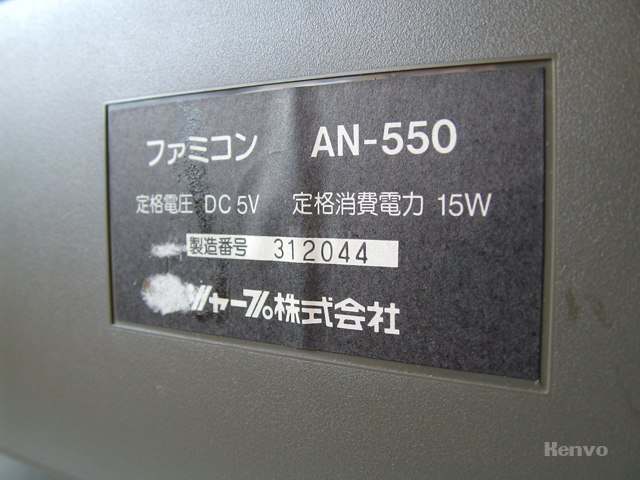 ファミコン AN-550
定格電圧 DC 5V 定格消費電力 15W
製造番号 312044
シャープ株式会社
Kenvo